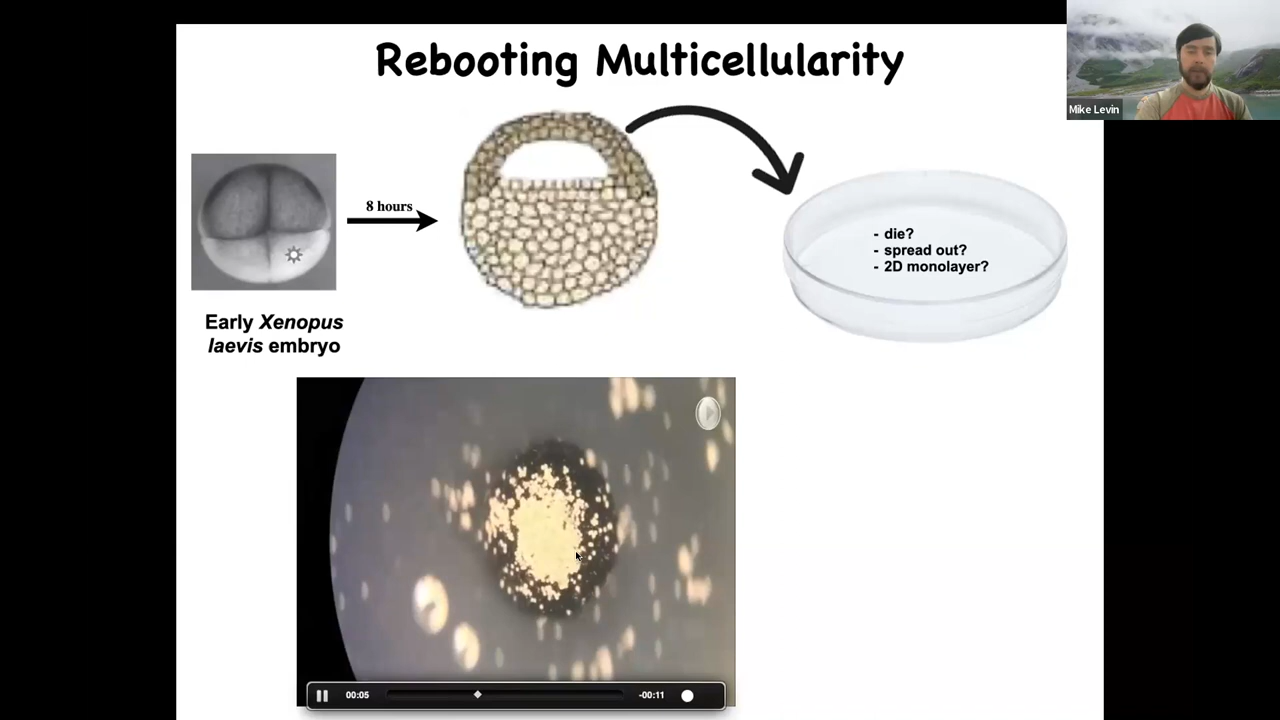 Rebooting Multicellularity
Mike Levin
8 hours
- die?
- spread out?
- 2D monolayer?
Early Xenopus
laevis embryo
00:05
-00:11